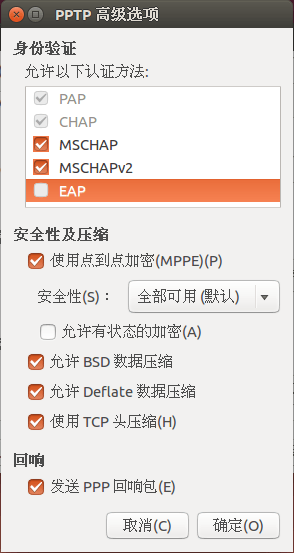 PPTP 高级选项
身份验证
允许以下认证方法:
PAP
CHAP
MSCHAP
MSCHAPv2
EAP
安全性及压缩
使用点到点加密(MPPE)(P)
安全性(S)： 全部可用 (默认)
允许有状态的加密(A)
允许 BSD 数据压缩
允许 Deflate 数据压缩
使用 TCP 头压缩(H)
回响
发送 PPP 回响包(E)
取消(C) 确定(O)